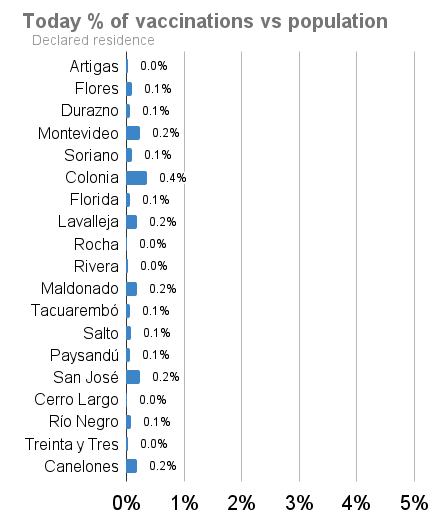 Today % of vaccinations vs population
Declared residence
Artigas 0.0%
Flores 0.1%
Durazno 0.1%
Montevideo 0.2%
Soriano 0.1%
Colonia 0.4%
Florida 0.1%
Lavalleja 0.2%
Rocha 0.0%
Rivera 0.0%
Maldonado 0.2%
Tacuarembó 0.1%
Salto 0.1%
Paysandú 0.1%
San José 0.2%
Cerro Largo 0.0%
Río Negro 0.1%
Treinta y Tres 0.0%
Canelones 0.2%
0% 1% 2% 3% 4% 5%